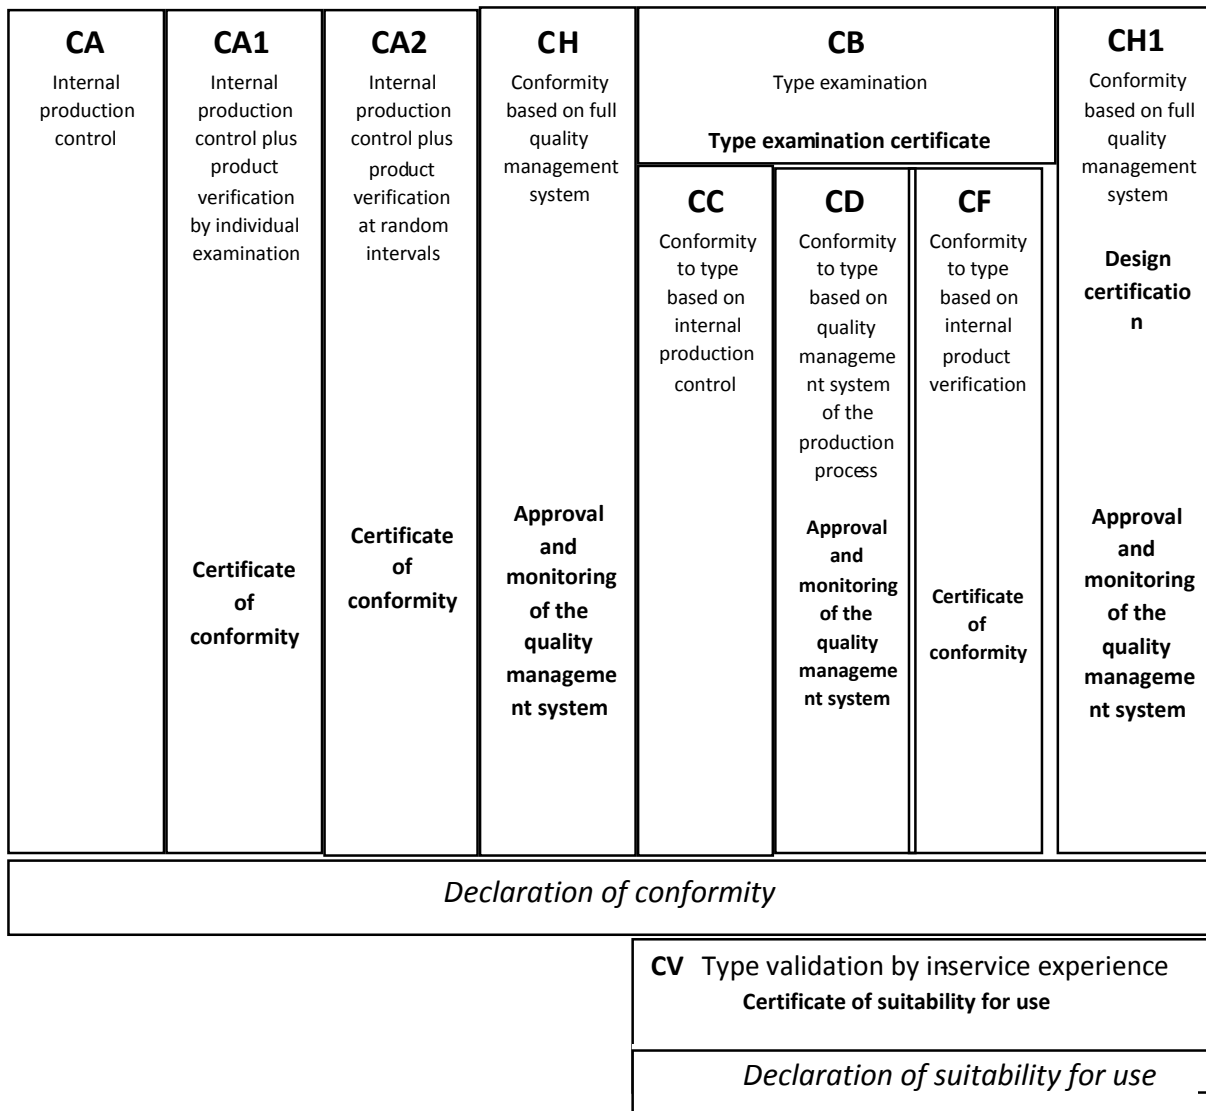 CA
Internal
production
control
CA1
Internal
production
control plus
product
verification
by individual
examination
Certificate
of
conformity
CA2
Internal
production
control plus
product
verification
at random
intervals
Certificate
of
conformity
CH
Conformity
based on full
quality
management
system
Approval
and
monitoring
of the
quality
manageme
nt system
CB
Type examination
Type examination certificate
CC
Conformity
to type
based on
internal
production
control
CD
Conformity
to type
based on
quality
manageme
nt system
of the
production
process
Approval
and
monitoring
of the
quality
manageme
nt system
CF
Conformity
to type
based on
internal
product
verification
Certificate
of
conformity
CH1
Conformity
based on full
quality
management
system
Design
certificatio
n
Approval
and
monitoring
of the
quality
manageme
nt system
Declaration of conformity
CV Type validation by in-service experience
Certificate of suitability for use
Declaration of suitability for use